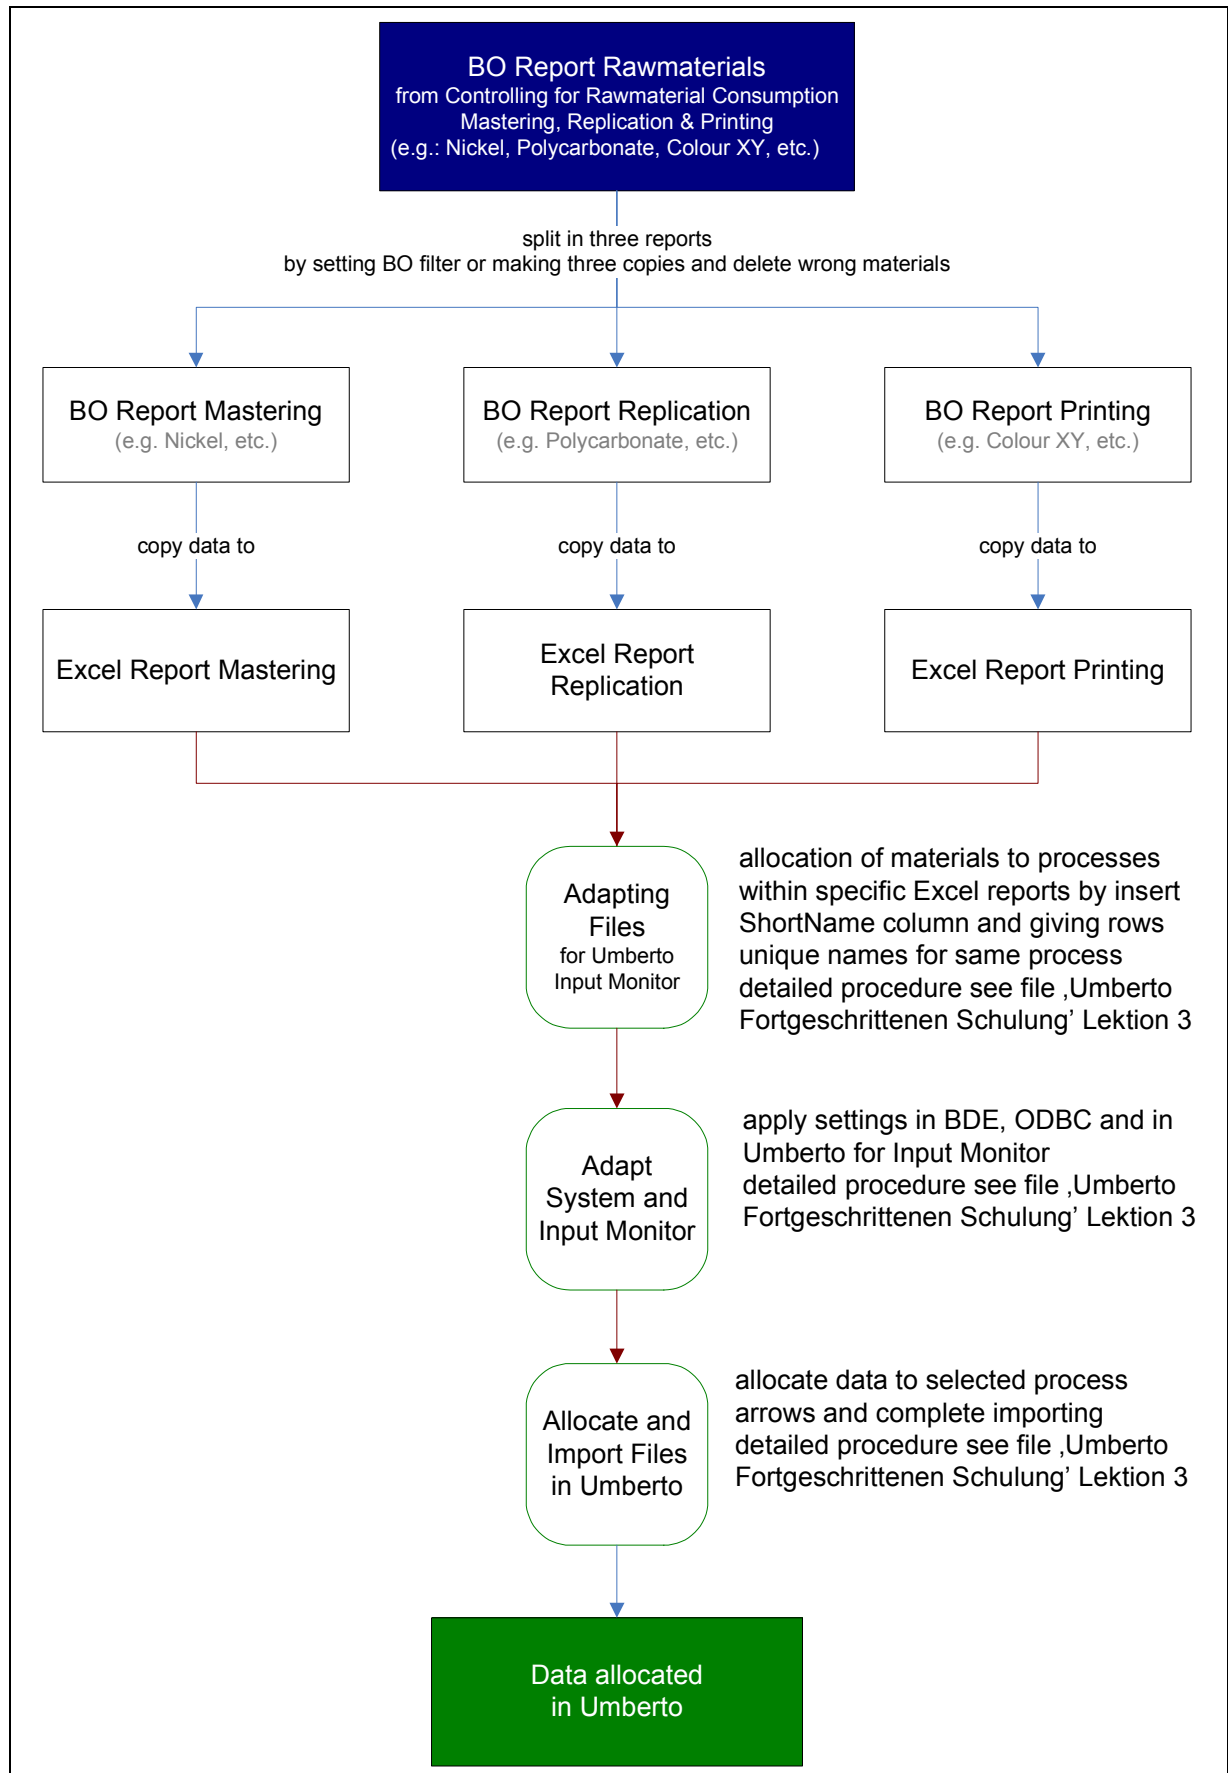 BO Report Rawmaterials
from Controlling for Rawmaterial Consumption
Mastering, Replication & Printing
(e.g.: Nickel, Polycarbonate, Colour XY, etc.)
split in three reports
by setting BO filter or making three copies and delete wrong materials
BO Report Mastering
(e.g. Nickel, etc.)
BO Report Replication
(e.g. Polycarbonate, etc.)
BO Report Printing
(e.g. Colour XY, etc.)
copy data to
copy data to
copy data to
Excel Report Mastering
Excel Report
Replication
Excel Report Printing
Adapting
Files
for Umberto
Input Monitor
allocation of materials to processes
within specific Excel reports by insert
ShortName column and giving rows
unique names for same process
detailed procedure see file ‚Umberto
Fortgeschrittenen Schulung’ Lektion 3
Adapt
System and
Input Monitor
apply settings in BDE, ODBC and in
Umberto for Input Monitor
detailed procedure see file ‚Umberto
Fortgeschrittenen Schulung’ Lektion 3
Allocate and
Import Files
in Umberto
allocate data to selected process
arrows and complete importing
detailed procedure see file ‚Umberto
Fortgeschrittenen Schulung’ Lektion 3
Data allocated
in Umberto